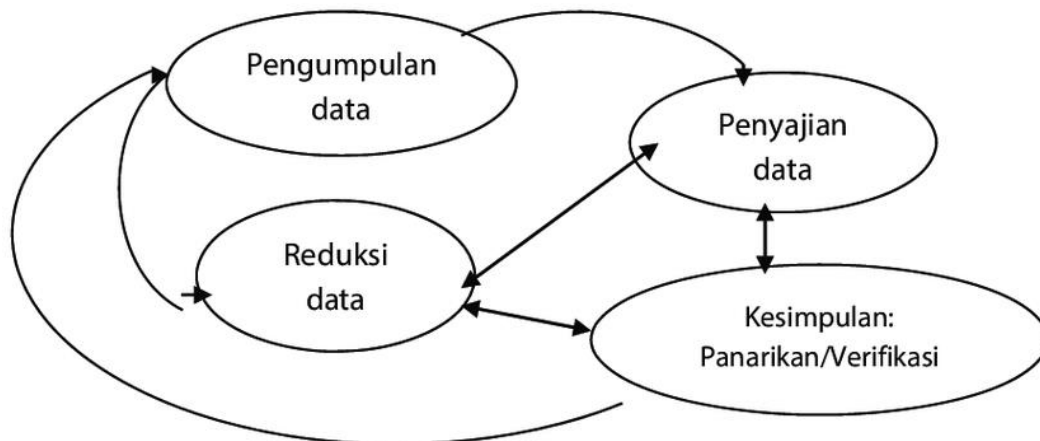 Pengumpulan
data
Penyajian
data
Reduksi
data
Kesimpulan:
Panarikan/Verifikasi